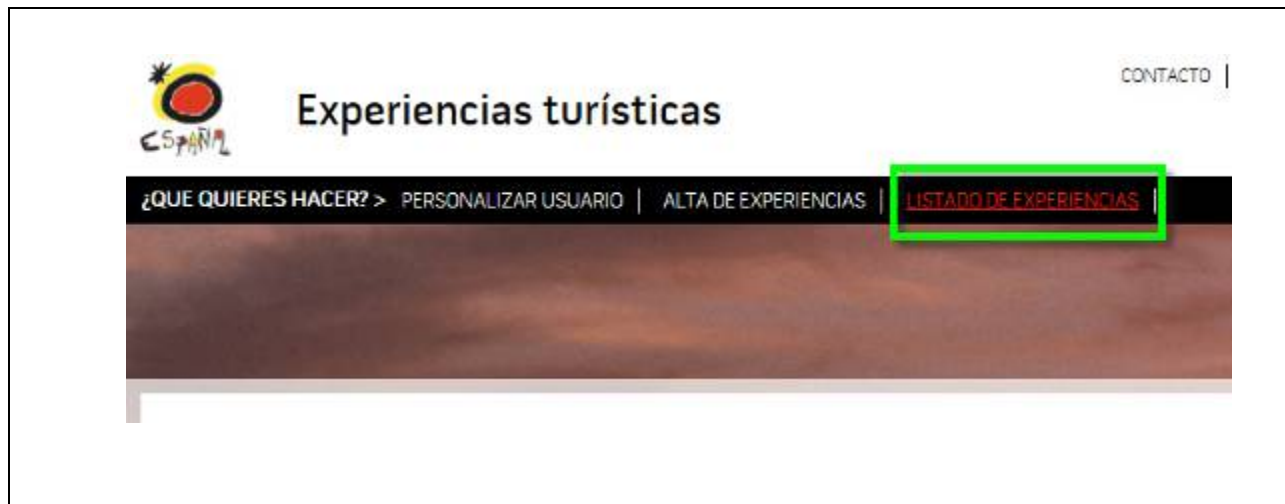 CONTACTO |
ESPAÑA
Experiencias turísticas
¿QUE QUIERES HACER? > PERSONALIZAR USUARIO | ALTA DE EXPERIENCIAS | LISTADO DE EXPERIENCIAS |